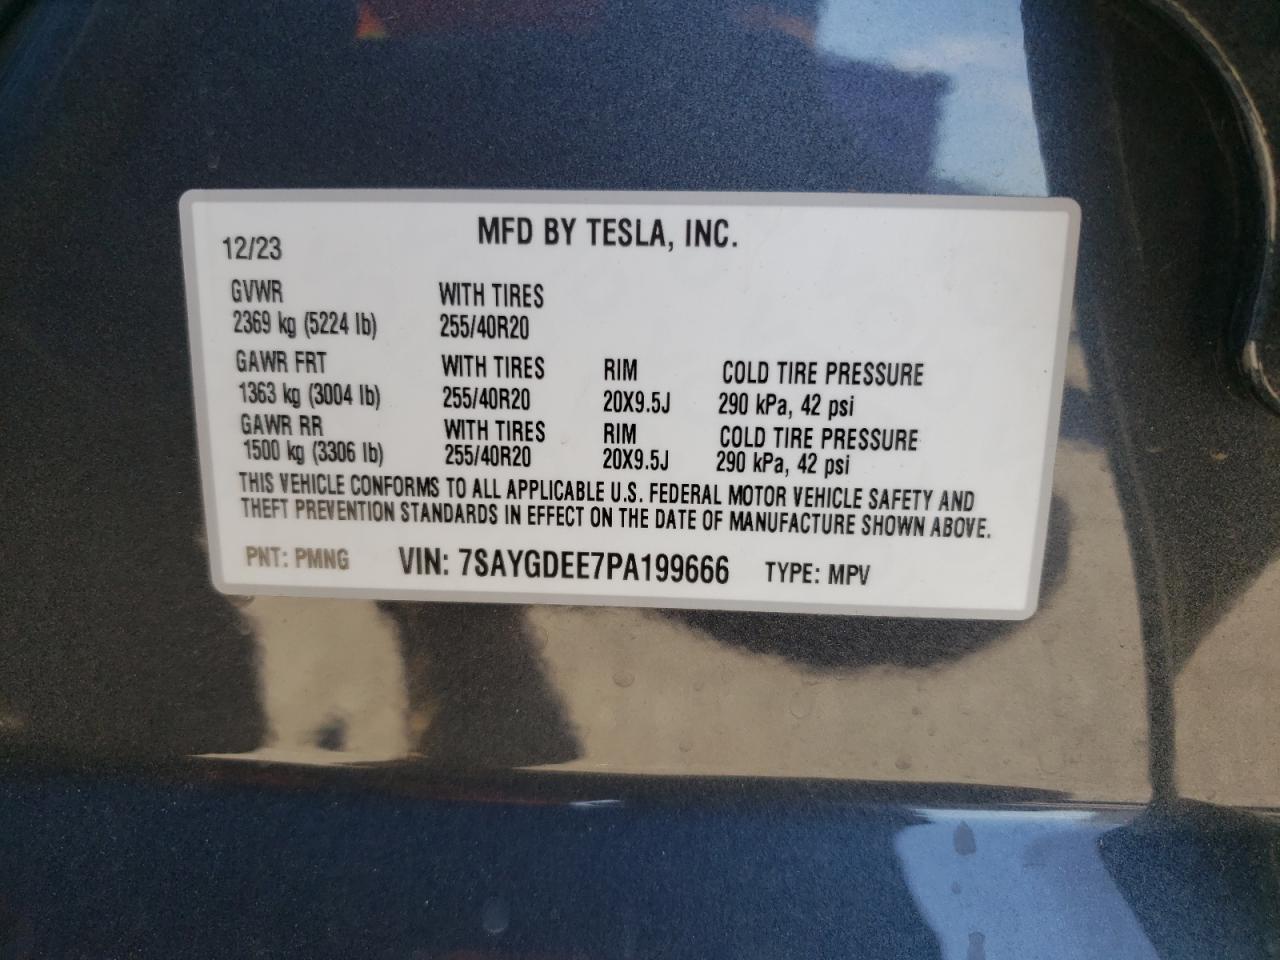 MFD BY TESLA, INC.
12/23
GVWR WITH TIRES
2369 kg (5224 lb) 255/40R20
GAWR FRT WITH TIRES RIM COLD TIRE PRESSURE
1363 kg (3004 lb) 255/40R20 20X9.5J 290 kPa, 42 psi
GAWR RR WITH TIRES RIM COLD TIRE PRESSURE
1500 kg (3306 lb) 255/40R20 20X9.5J 290 kPa, 42 psi
THIS VEHICLE CONFORMS TO ALL APPLICABLE U.S. FEDERAL MOTOR VEHICLE SAFETY AND
THEFT PREVENTION STANDARDS IN EFFECT ON THE DATE OF MANUFACTURE SHOWN ABOVE.
PNT: PMNG VIN: 7SAYGDEE7PA199666 TYPE: MPV